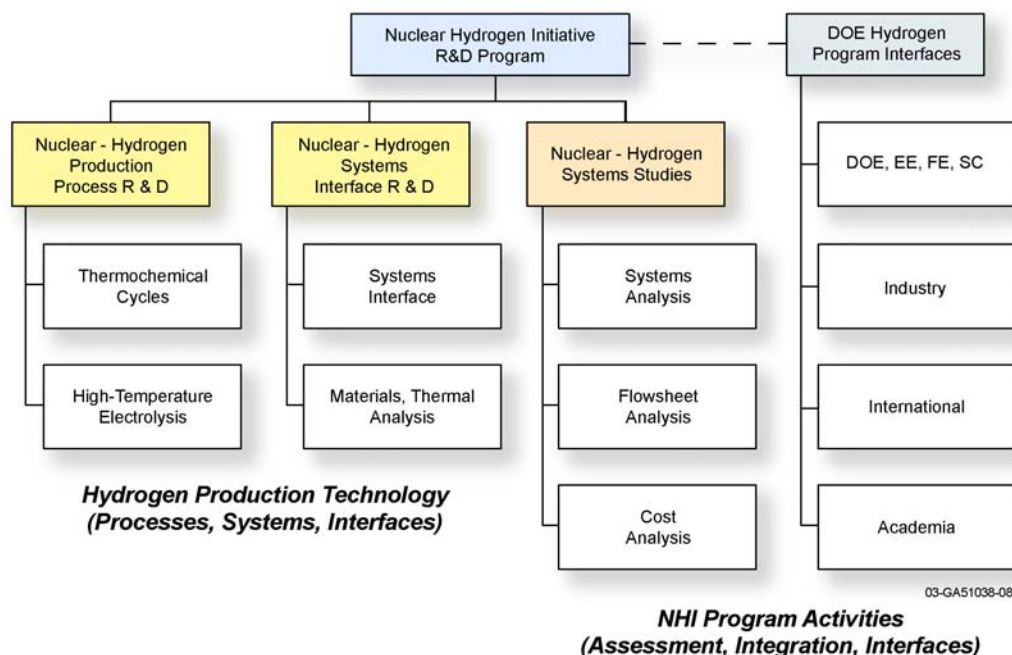 Nuclear Hydrogen Initiative
R&D Program
DOE Hydrogen
Program Interfaces
Nuclear - Hydrogen
Production
Process R & D
Nuclear - Hydrogen
Systems
Interface R & D
Nuclear - Hydrogen
Systems Studies
DOE, EE, FE, SC
Thermochemical
Cycles
Systems
Interface
Systems
Analysis
Industry
High-Temperature
Electrolysis
Materials, Thermal
Analysis
Flowsheet
Analysis
International
Hydrogen Production Technology
(Processes, Systems, Interfaces)
Cost
Analysis
Academia
03-GA51038-08
NHI Program Activities
(Assessment, Integration, Interfaces)